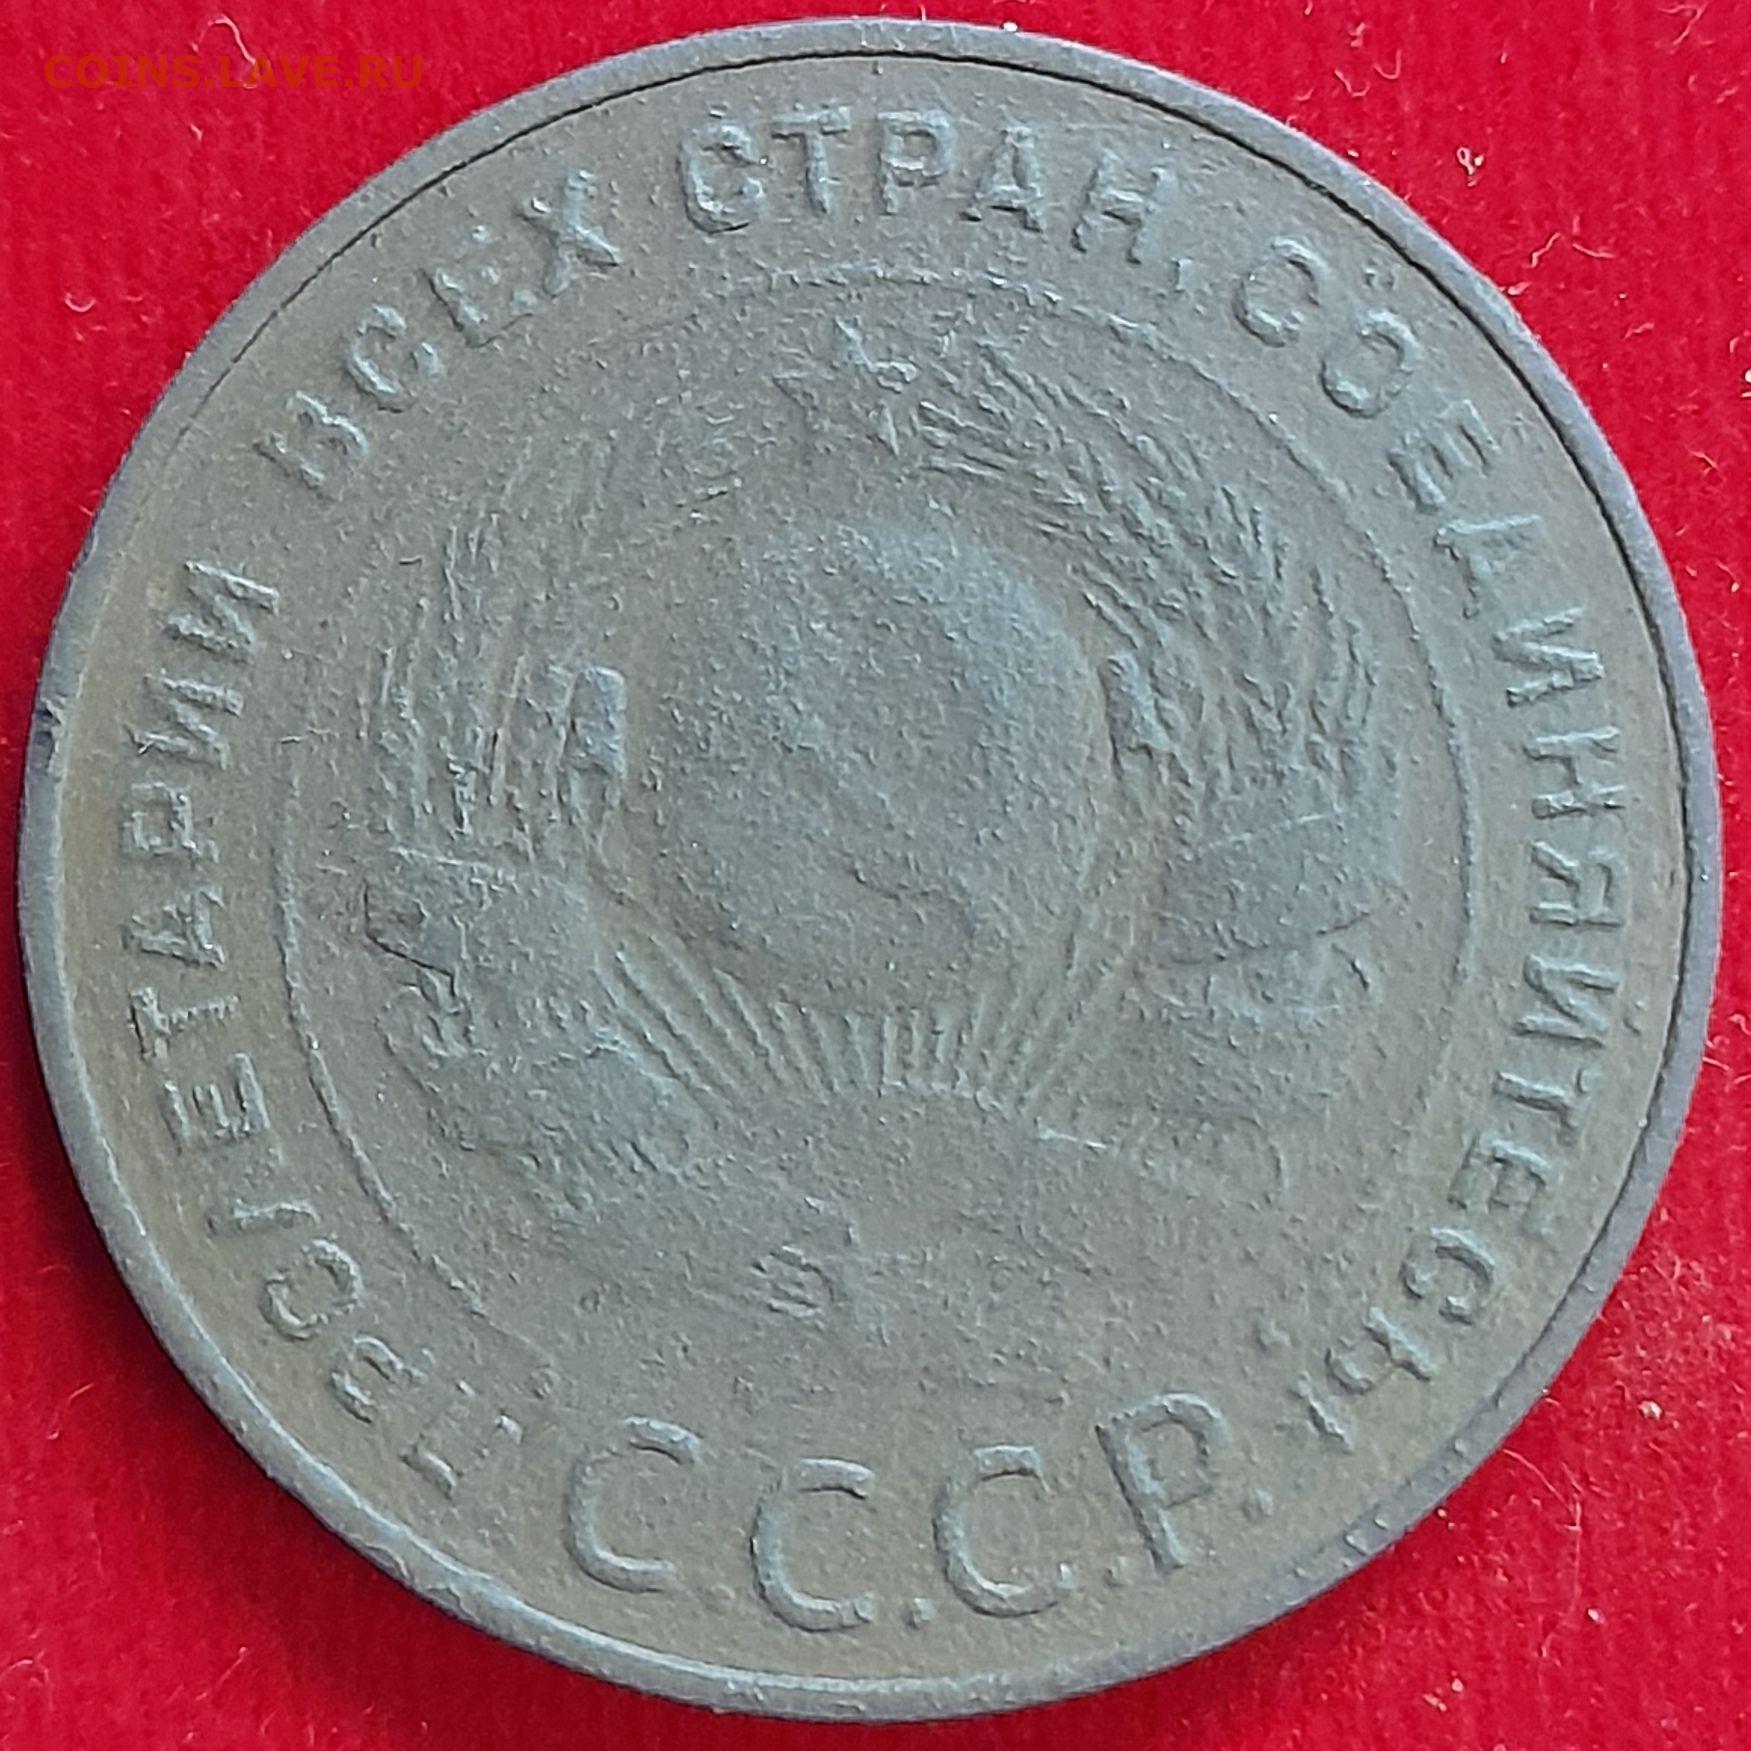 COINS.LAVE.RU
ПРОЛЕТАРИИ ВСЕХ СТРАН, СОЕДИНЯЙТЕСЬ!
С.С.С.Р.